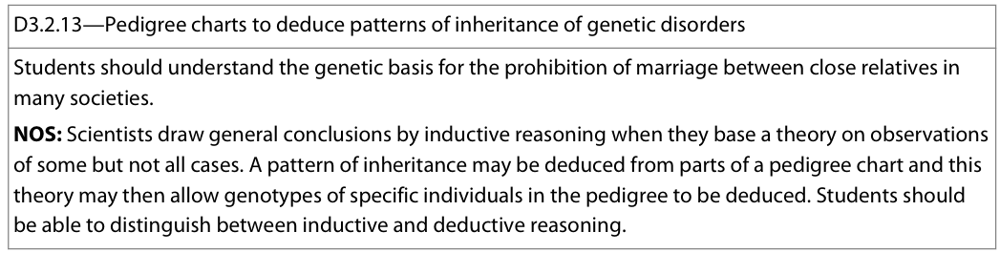 D3.2.13—Pedigree charts to deduce patterns of inheritance of genetic disorders
Students should understand the genetic basis for the prohibition of marriage between close relatives in
many societies.
NOS: Scientists draw general conclusions by inductive reasoning when they base a theory on observations
of some but not all cases. A pattern of inheritance may be deduced from parts of a pedigree chart and this
theory may then allow genotypes of specific individuals in the pedigree to be deduced. Students should
be able to distinguish between inductive and deductive reasoning.